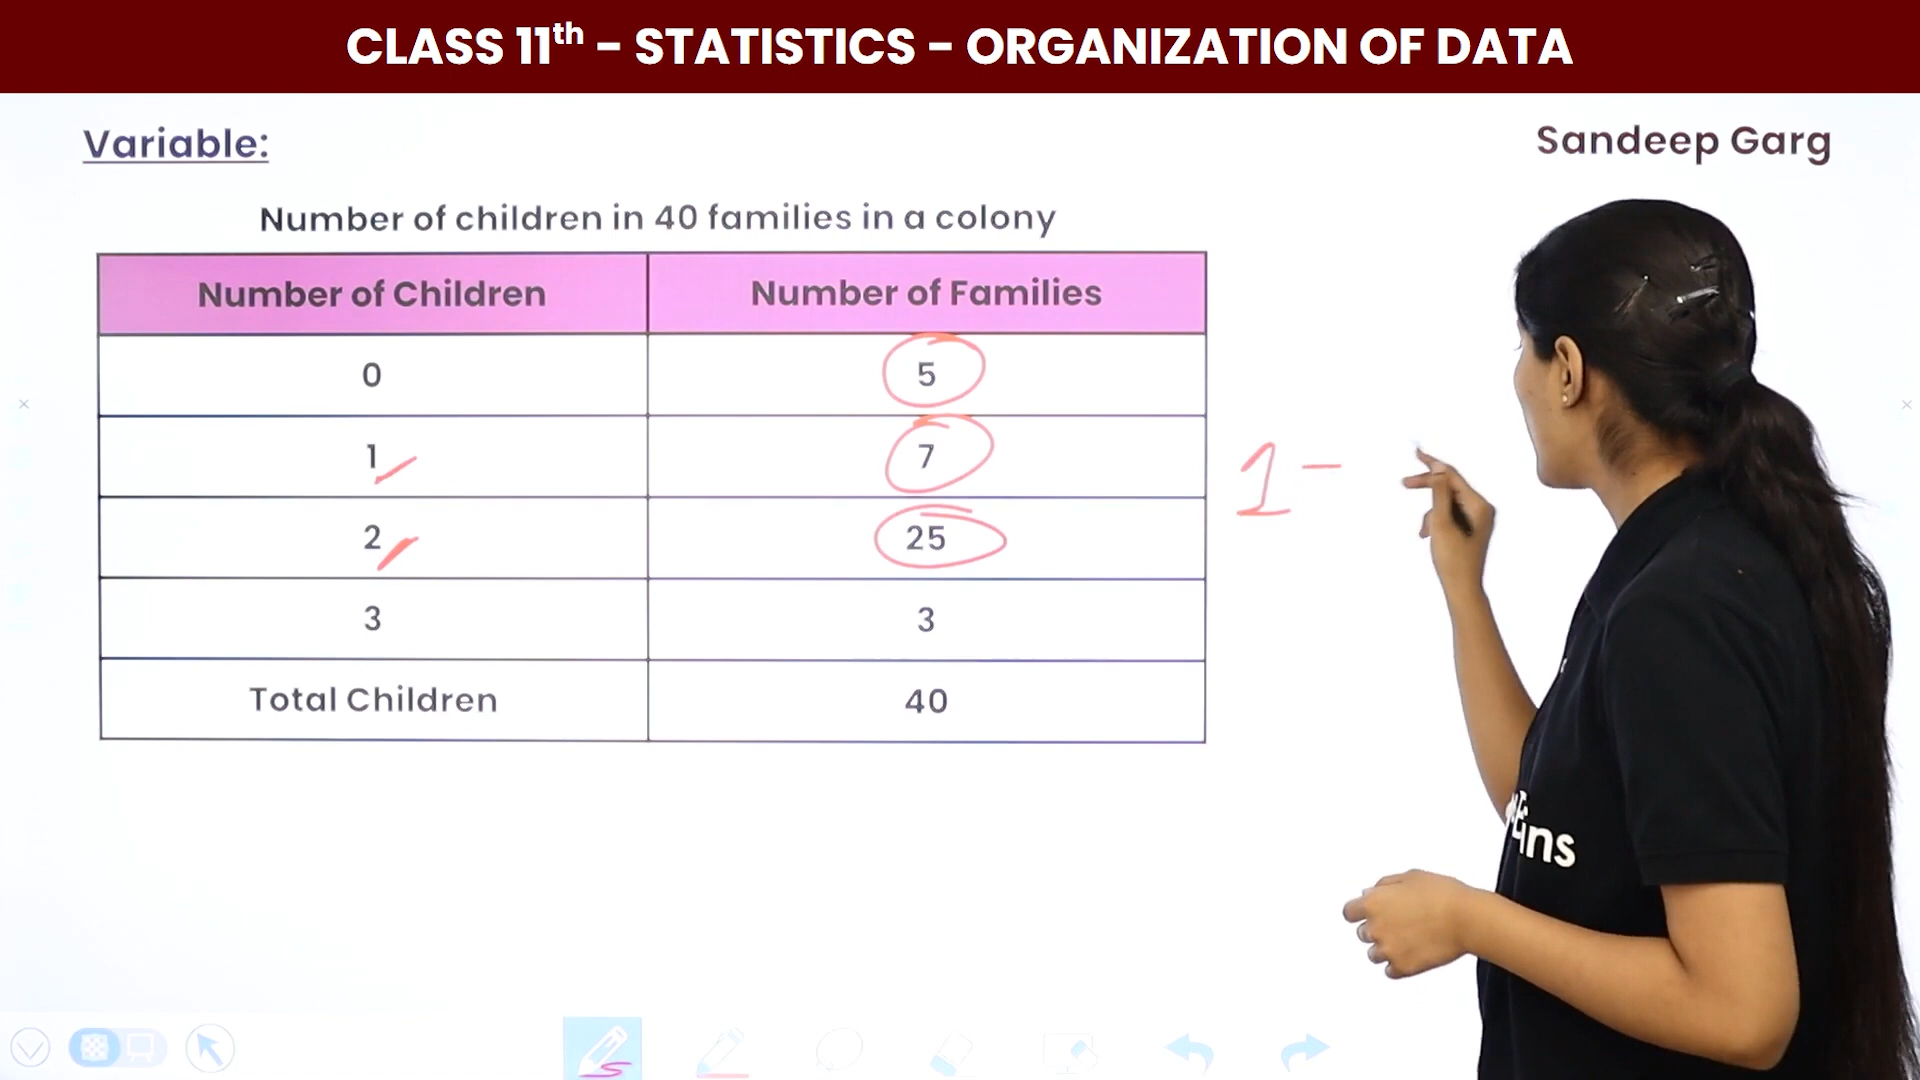 CLASS 11th - STATISTICS - ORGANIZATION OF DATA
Variable:
Sandeep Garg
Number of children in 40 families in a colony
Number of Children Number of Families
0 5
1 7
1 -
2 25
3 3
Total Children 40
ins